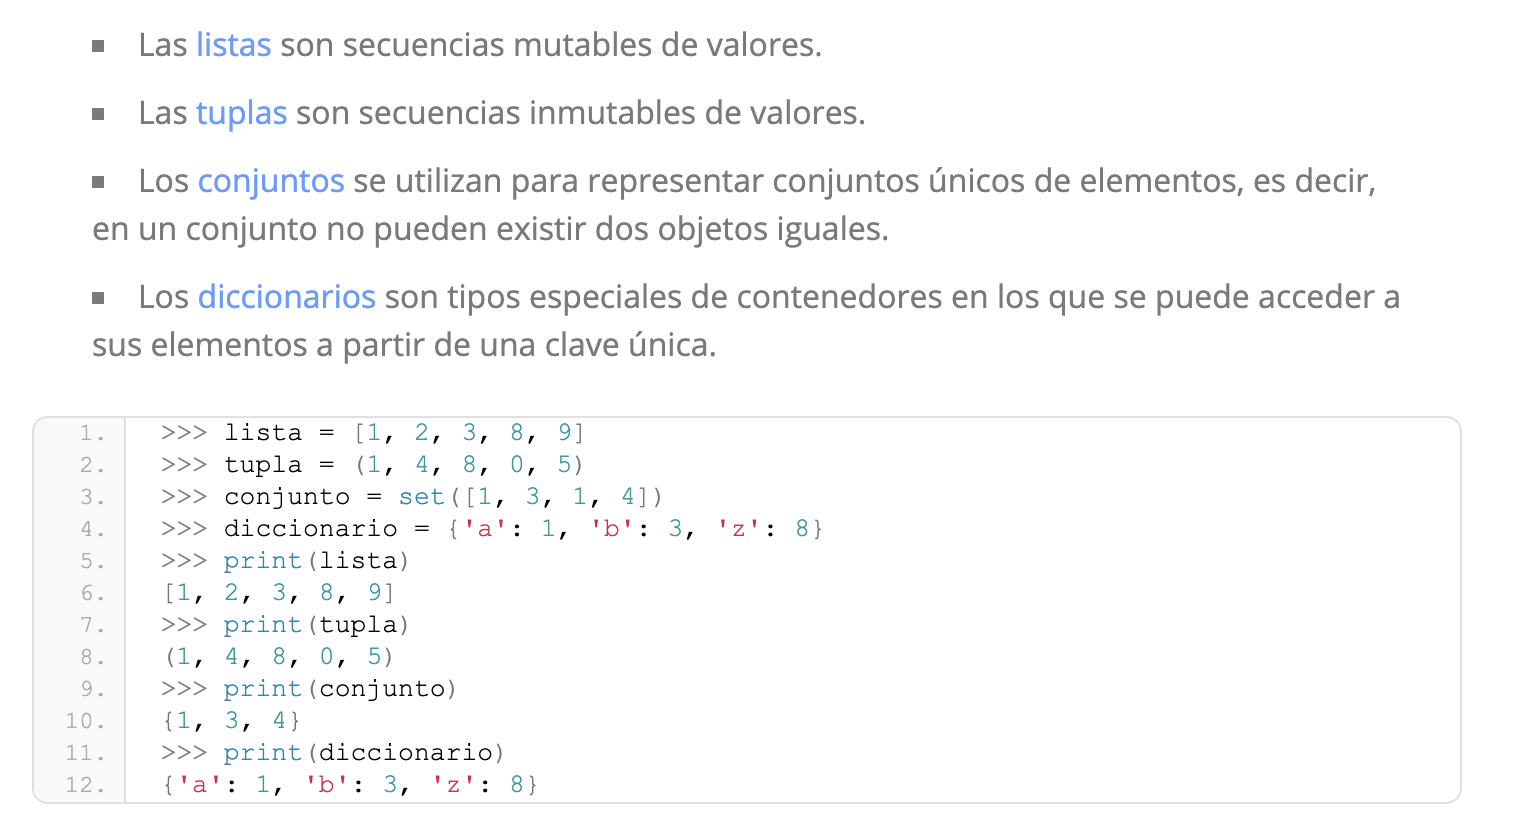 ▪ Las listas son secuencias mutables de valores.
▪ Las tuplas son secuencias inmutables de valores.
▪ Los conjuntos se utilizan para representar conjuntos únicos de elementos, es decir,
en un conjunto no pueden existir dos objetos iguales.
▪ Los diccionarios son tipos especiales de contenedores en los que se puede acceder a
sus elementos a partir de una clave única.
1. >>> lista = [1, 2, 3, 8, 9]
2. >>> tupla = (1, 4, 8, 0, 5)
3. >>> conjunto = set([1, 3, 1, 4])
4. >>> diccionario = {'a': 1, 'b': 3, 'z': 8}
5. >>> print(lista)
6. [1, 2, 3, 8, 9]
7. >>> print(tupla)
8. (1, 4, 8, 0, 5)
9. >>> print(conjunto)
10. {1, 3, 4}
11. >>> print(diccionario)
12. {'a': 1, 'b': 3, 'z': 8}